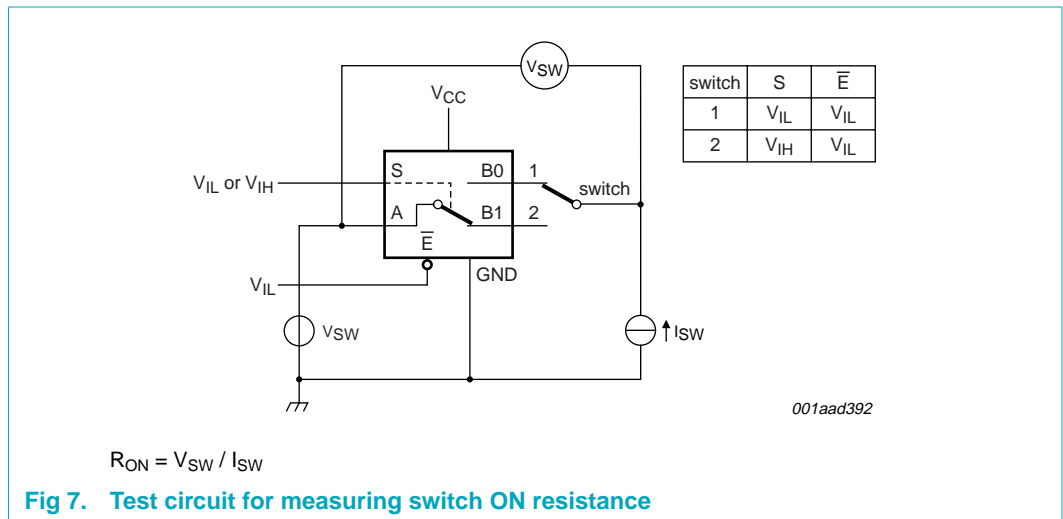 VSW
VCC
switch S E̅
1 VIL VIL
2 VIH VIL
VIL or VIH
S
B0
1
switch
A
B1
2
E̅
GND
VIL
VSW
ISW
001aad392
RON = VSW / ISW
Fig 7. Test circuit for measuring switch ON resistance